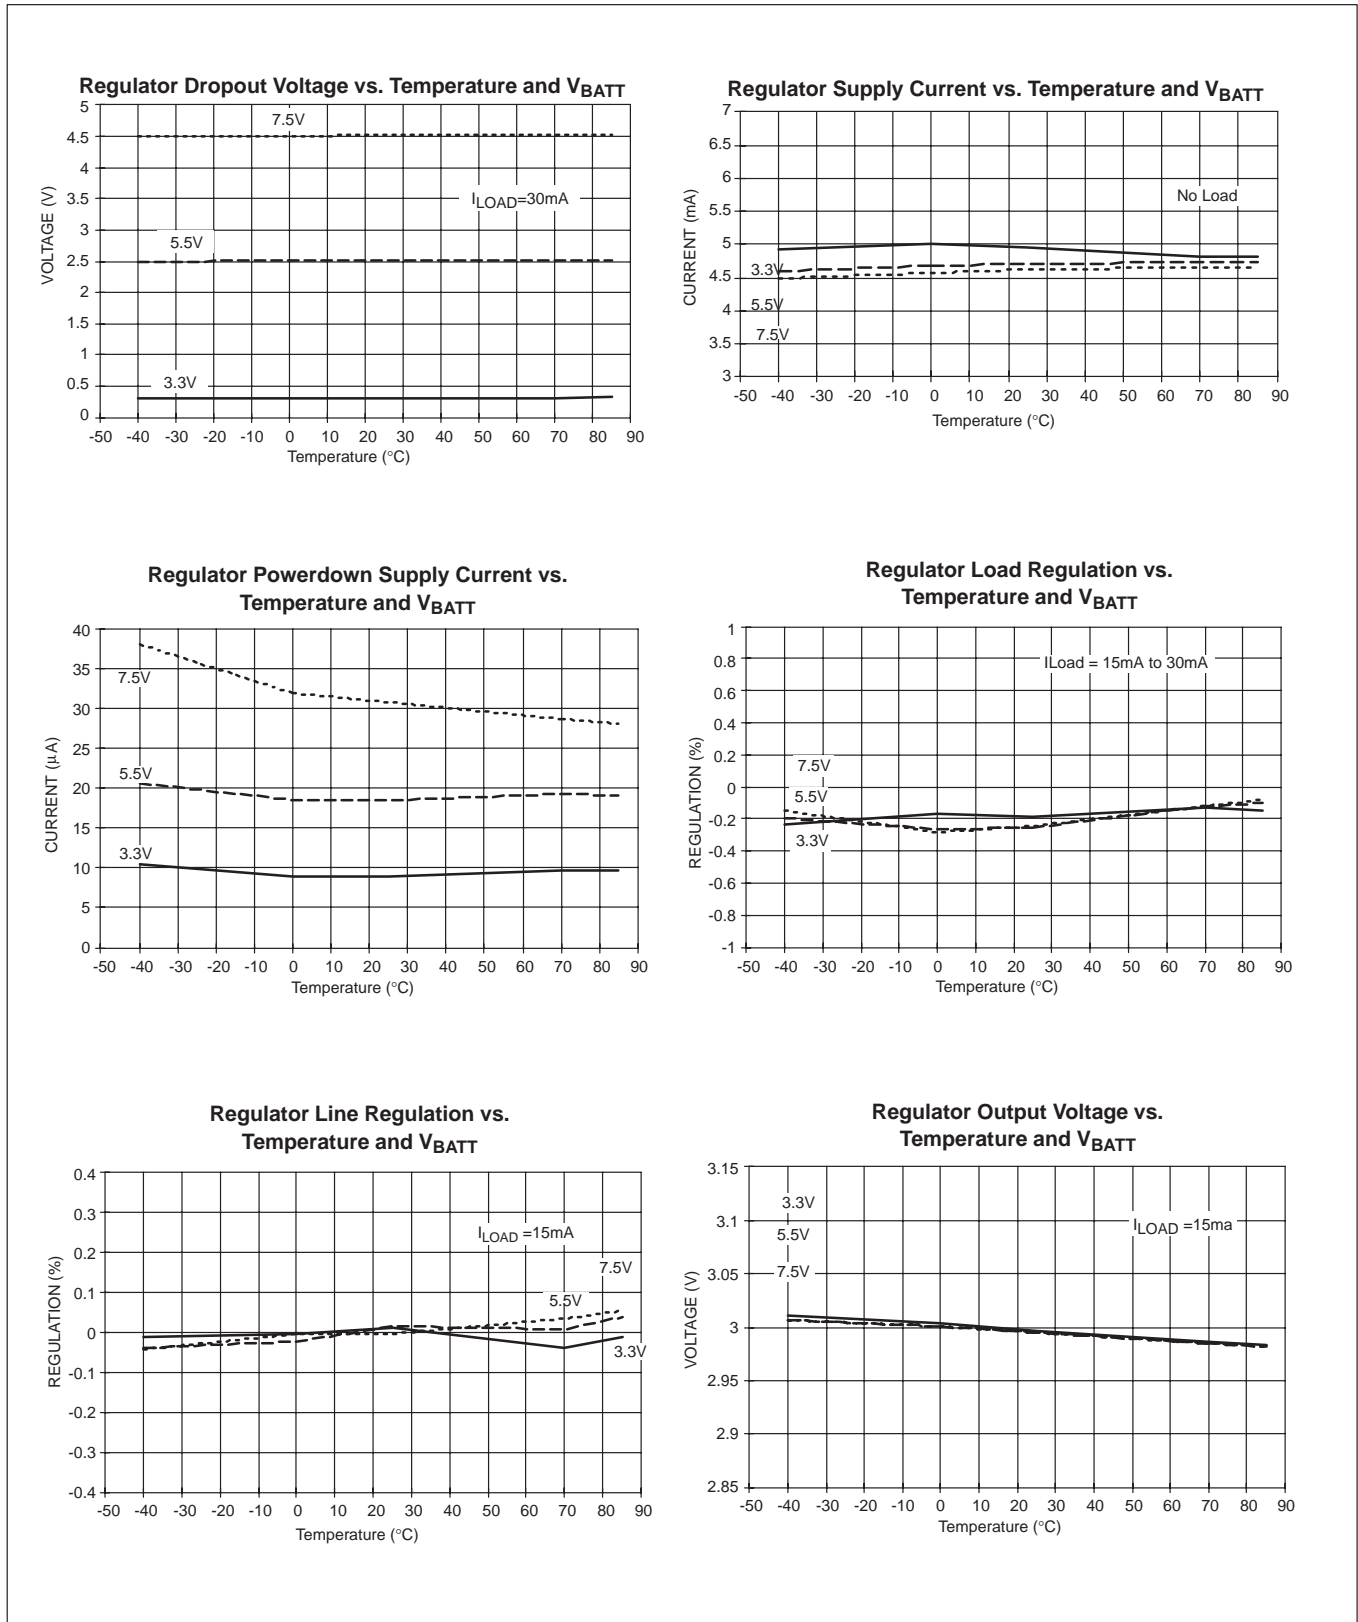 Regulator Dropout Voltage vs. Temperature and VBATT
5
4.5
4
3.5
3
2.5
2
1.5
1
0.5
0
VOLTAGE (V)
7.5V
ILOAD=30mA
5.5V
3.3V
-50 -40 -30 -20 -10 0 10 20 30 40 50 60 70 80 90
Temperature (°C)
Regulator Supply Current vs. Temperature and VBATT
7
6.5
6
5.5
5
4.5
4
3.5
3
CURRENT (mA)
No Load
3.3V
5.5V
7.5V
-50 -40 -30 -20 -10 0 10 20 30 40 50 60 70 80 90
Temperature (°C)
Regulator Powerdown Supply Current vs.
Temperature and VBATT
40
35
30
25
20
15
10
5
0
CURRENT (µA)
7.5V
5.5V
3.3V
-50 -40 -30 -20 -10 0 10 20 30 40 50 60 70 80 90
Temperature (°C)
Regulator Load Regulation vs.
Temperature and VBATT
1
0.8
0.6
0.4
0.2
0
-0.2
-0.4
-0.6
-0.8
-1
REGULATION (%)
ILoad = 15mA to 30mA
7.5V
5.5V
3.3V
-50 -40 -30 -20 -10 0 10 20 30 40 50 60 70 80 90
Temperature (°C)
Regulator Line Regulation vs.
Temperature and VBATT
0.4
0.3
0.2
0.1
0
-0.1
-0.2
-0.3
-0.4
REGULATION (%)
ILOAD =15mA
7.5V
5.5V
3.3V
-50 -40 -30 -20 -10 0 10 20 30 40 50 60 70 80 90
Temperature (°C)
Regulator Output Voltage vs.
Temperature and VBATT
3.15
3.1
3.05
3
2.95
2.9
2.85
VOLTAGE (V)
3.3V
5.5V
7.5V
ILOAD =15ma
-50 -40 -30 -20 -10 0 10 20 30 40 50 60 70 80 90
Temperature (°C)